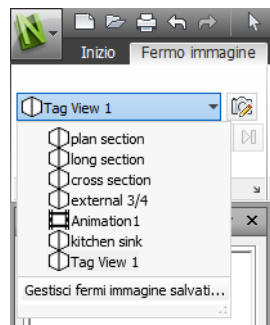 Inizio Fermo immagine
Tag View 1
plan section
long section
cross section
external 3/4
Animation1
kitchen sink
Tag View 1
Gestisci fermi immagine salvati...